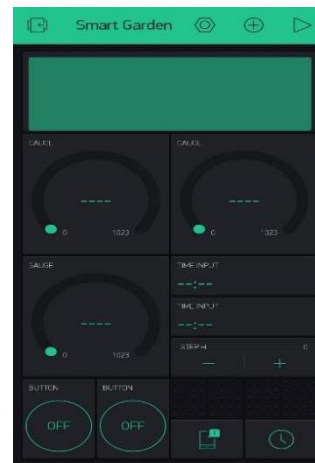 Smart Garden
GAUGE GAUGE
----
----
0 1023
0 1023
GAUGE
TIME INPUT
--:--
TIME INPUT
--:--
----
STEP H 0
0 1023
− +
BUTTON BUTTON
OFF OFF